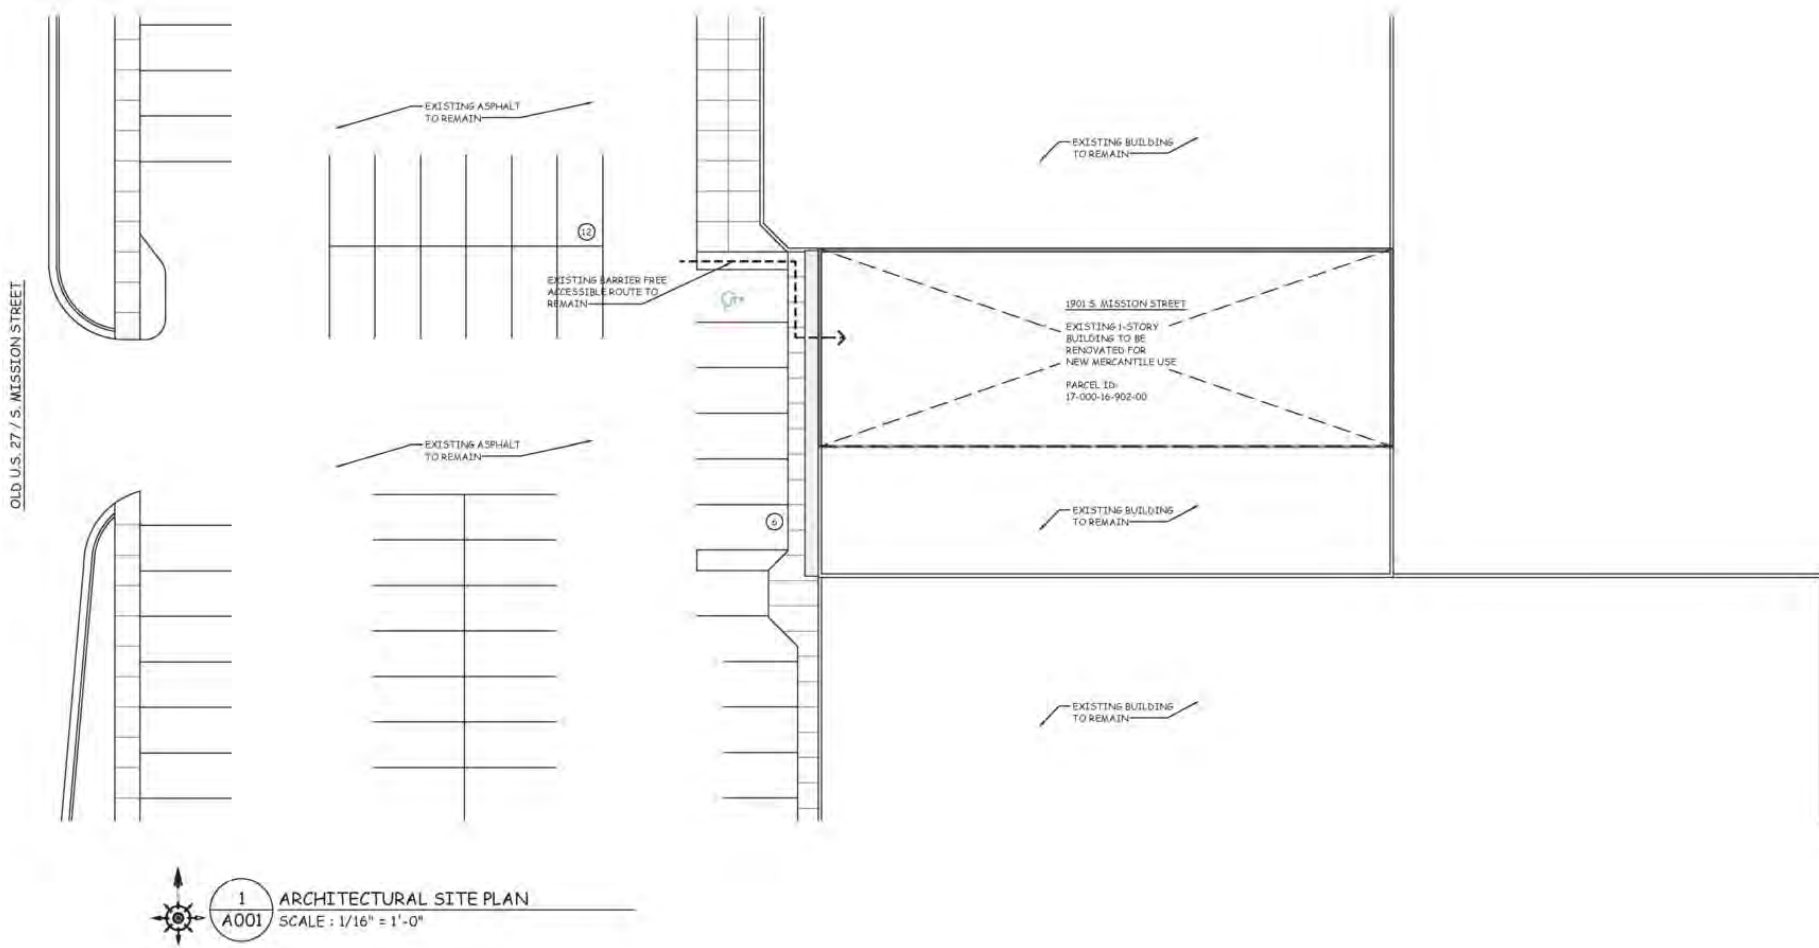 EXISTING ASPHALT
TO REMAIN
EXISTING BUILDING
TO REMAIN
12
EXISTING BARRIER FREE
ACCESSIBLE ROUTE TO
REMAIN
OLD U.S. 27 / S. MISSION STREET
1901 S. MISSION STREET
EXISTING 1-STORY
BUILDING TO BE
RENOVATED FOR
NEW MERCANTILE USE
PARCEL ID:
17-000-16-902-00
EXISTING ASPHALT
TO REMAIN
6
EXISTING BUILDING
TO REMAIN
EXISTING BUILDING
TO REMAIN
1
A001
ARCHITECTURAL SITE PLAN
SCALE : 1/16" = 1'-0"